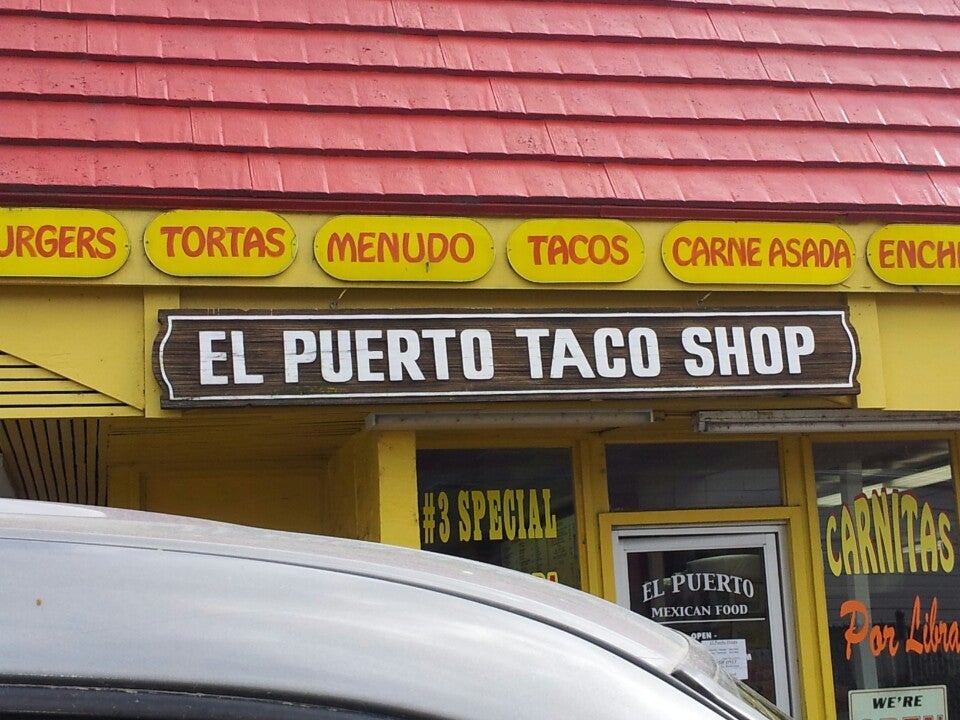 URGERS
TORTAS
MENUDO
TACOS
CARNE ASADA
ENCHI
EL PUERTO TACO SHOP
#3 SPECIAL
EL PUERTO
MEXICAN FOOD
OPEN
CARNITAS
Por Libra
WE'RE